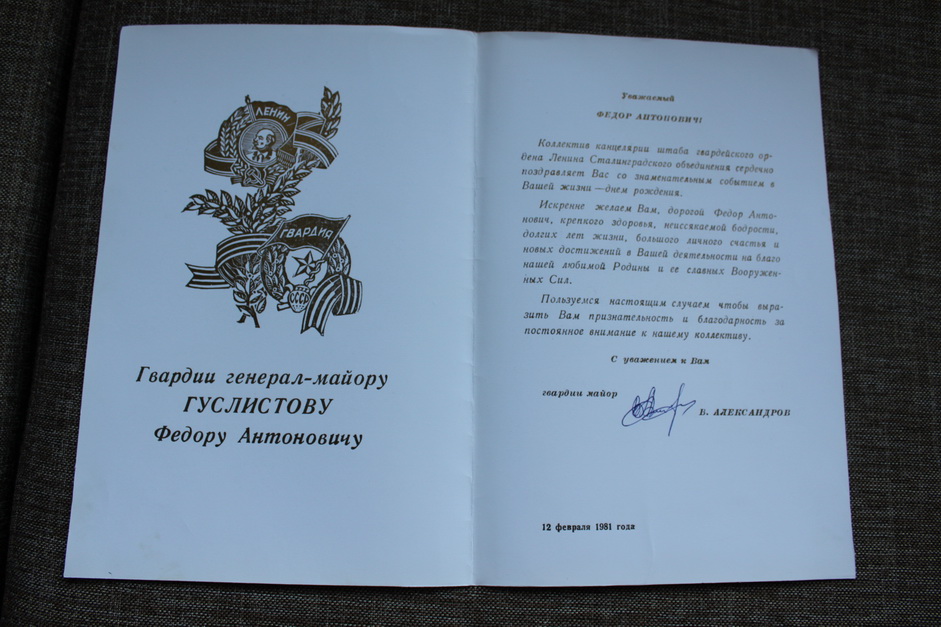 ЛЕНИН
ГВАРДИЯ
СССР
Гвардии генерал-майору
ГУСЛИСТОВУ
Федору Антоновичу
Уважаемый
ФЕДОР АНТОНОВИЧ!
Коллектив канцелярии штаба гвардейского ор-
дена Ленина Сталинградского объединения сердечно
поздравляет Вас со знаменательным событием в
Вашей жизни — днем рождения.
Искренне желаем Вам, дорогой Федор Анто-
нович, крепкого здоровья, неиссякаемой бодрости,
долгих лет жизни, большого личного счастья и
новых достижений в Вашей деятельности на благо
нашей любимой Родины и ее славных Вооружен-
ных Сил.
Пользуемся настоящим случаем чтобы выра-
зить Вам признательность и благодарность за
постоянное внимание к нашему коллективу.
С уважением к Вам
гвардии майор
В. АЛЕКСАНДРОВ
12 февраля 1981 года